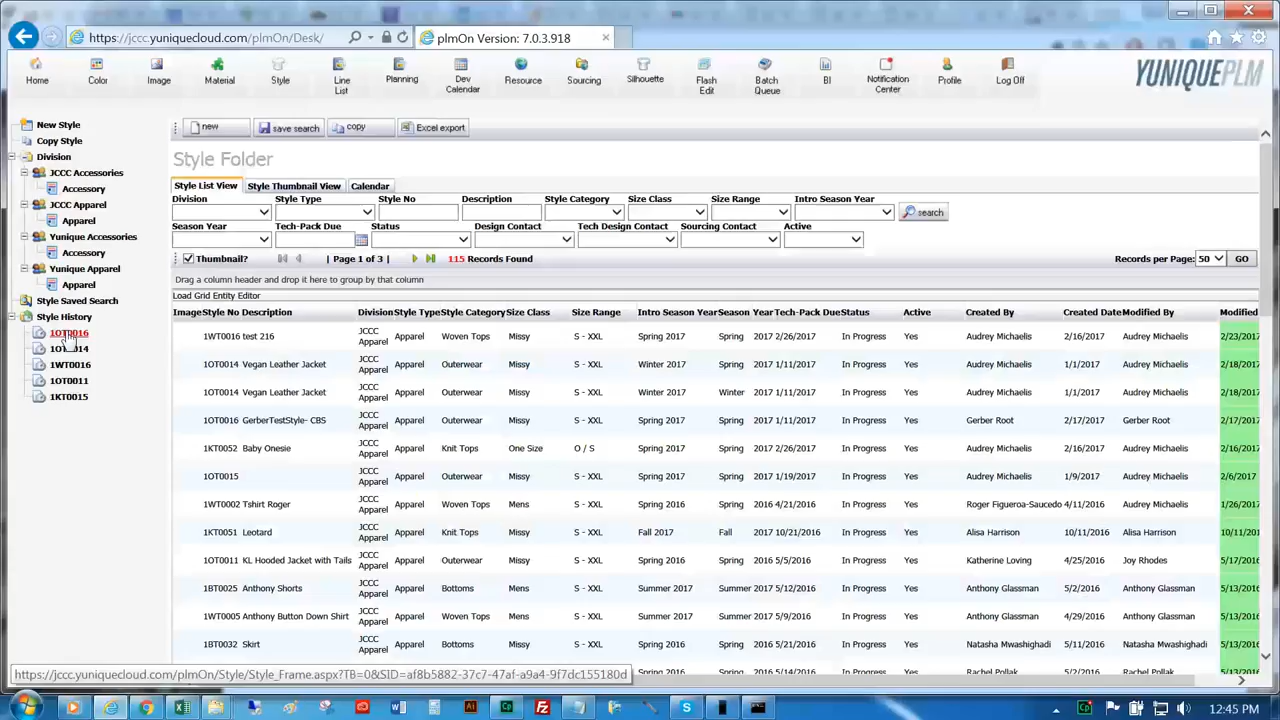 https://jccc.yuniquecloud.com/plmOn/Desk/
plmOn Version: 7.0.3.918
Home
Color
Image
Material
Style
Line List
Planning
Dev Calendar
Resource
Sourcing
Silhouette
Flash Edit
Batch Queue
BI
Notification Center
Profile
Log Off
YUNIQUEPLM
New Style
Copy Style
Division
JCCC Accessories
Accessory
JCCC Apparel
Apparel
Yunique Accessories
Accessory
Yunique Apparel
Apparel
Style Saved Search
Style History
1OT0016
1OT0014
1WT0016
1OT0011
1KT0015
new save search copy Excel export
Style Folder
Style List View Style Thumbnail View Calendar
Division Style Type Style No Description Style Category Size Class Size Range Intro Season Year
search
Season Year Tech-Pack Due Status Design Contact Tech Design Contact Sourcing Contact Active
Thumbnail? | Page 1 of 3 | 115 Records Found Records per Page: 50 GO
Drag a column header and drop it here to group by that column
Load Grid Entity Editor
Image Style No Description Division Style Type Style Category Size Class Size Range Intro Season Year Season Year Tech-Pack Due Status Active Created By Created Date Modified By Modified
1WT0016 test 216 JCCC Apparel Apparel Woven Tops Missy S - XXL Spring 2017 Spring 2017 2/26/2017 In Progress Yes Audrey Michaelis 2/16/2017 Audrey Michaelis 2/23/2017
1OT0014 Vegan Leather Jacket JCCC Apparel Apparel Outerwear Missy S - XXL Winter 2017 Spring 2017 1/1/2017 In Progress Yes Audrey Michaelis 1/1/2017 Audrey Michaelis 2/18/2017
1OT0014 Vegan Leather Jacket JCCC Apparel Apparel Outerwear Missy S - XXL Winter 2017 Winter 2017 1/1/2017 In Progress Yes Audrey Michaelis 1/1/2017 Audrey Michaelis 2/18/2017
1OT0016 GerberTestStyle- CBS JCCC Apparel Apparel Outerwear Missy S - XXL Spring 2017 Spring 2017 2/27/2017 In Progress Yes Gerber Root 2/17/2017 Gerber Root 2/17/2017
1KT0052 Baby Onesie JCCC Apparel Apparel Knit Tops One Size O / S Spring 2017 Spring 2017 2/26/2017 In Progress Yes Audrey Michaelis 2/16/2017 Audrey Michaelis 2/16/2017
1OT0015 JCCC Apparel Apparel Outerwear Missy S - XXL Spring 2017 Spring 2017 1/19/2017 In Progress Yes Audrey Michaelis 1/9/2017 Audrey Michaelis 2/6/2017
1WT0002 Tshirt Roger JCCC Apparel Apparel Woven Tops Mens S - XXL Spring 2016 Spring 2016 4/21/2016 In Progress Yes Roger Figueroa-Saucedo 4/11/2016 Audrey Michaelis 1/26/2017
1KT0051 Leotard JCCC Apparel Apparel Knit Tops Missy S - XXL Fall 2017 Fall 2017 10/21/2016 In Progress Yes Alisa Harrison 10/11/2016 Alisa Harrison 10/11/201
1OT0011 KL Hooded Jacket with Tails JCCC Apparel Apparel Outerwear Missy S - XXL Spring 2016 Spring 2016 5/5/2016 In Progress Yes Katherine Loving 4/25/2016 Joy Rhodes 5/17/2016
1BT0025 Anthony Shorts JCCC Apparel Apparel Bottoms Mens S - XXL Summer 2017 Summer 2017 5/12/2016 In Progress Yes Anthony Glassman 5/2/2016 Anthony Glassman 5/13/2016
1WT0005 Anthony Button Down Shirt JCCC Apparel Apparel Woven Tops Mens S - XXL Summer 2017 Summer 2017 5/9/2016 In Progress Yes Anthony Glassman 4/29/2016 Anthony Glassman 5/13/2016
1BT0032 Skirt JCCC Apparel Apparel Bottoms Missy S - XXL Spring 2016 Spring 2016 5/21/2016 In Progress Yes Natasha Mwashighadi 5/11/2016 Natasha Mwashighadi 5/13/2016
JCCC
https://jccc.yuniquecloud.com/plmOn/Style/Style_Frame.aspx?TB=0&SID=af8b5882-37c7-47af-a9a4-9f7dc155180d
12:45 PM